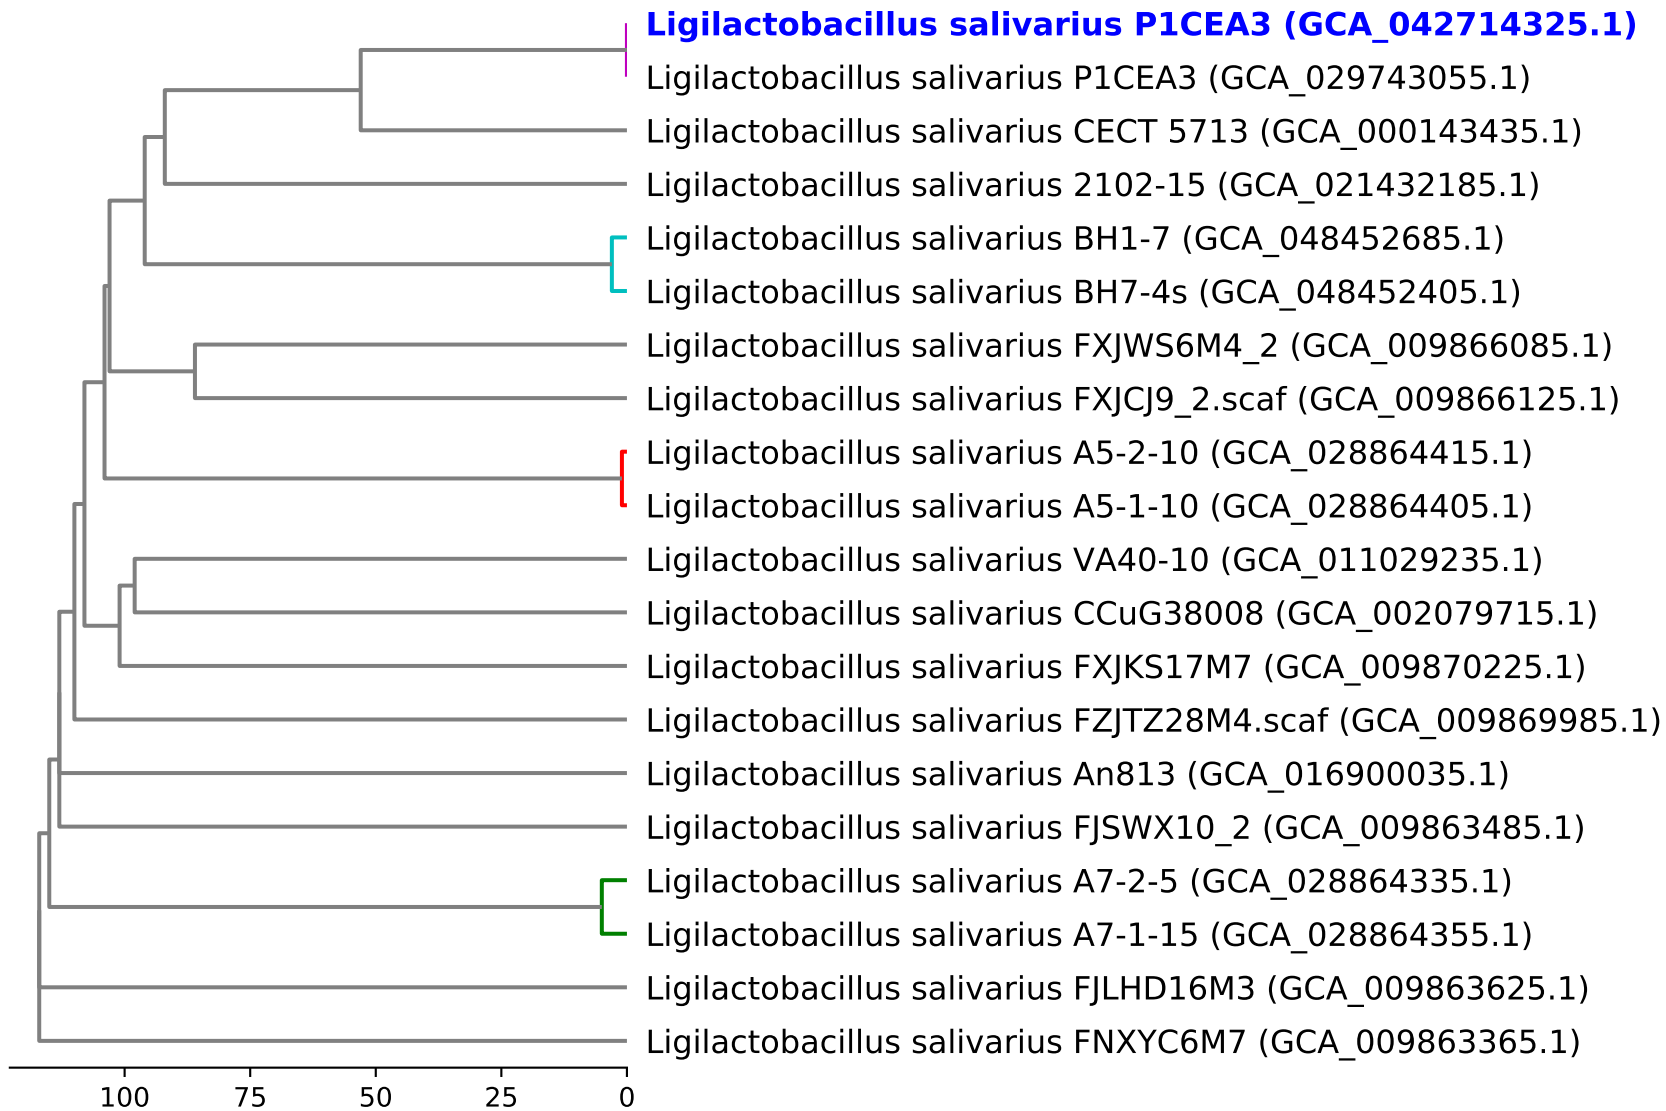 Ligilactobacillus salivarius P1CEA3 (GCA_042714325.1)
Ligilactobacillus salivarius P1CEA3 (GCA_029743055.1)
Ligilactobacillus salivarius CECT 5713 (GCA_000143435.1)
Ligilactobacillus salivarius 2102-15 (GCA_021432185.1)
Ligilactobacillus salivarius BH1-7 (GCA_048452685.1)
Ligilactobacillus salivarius BH7-4s (GCA_048452405.1)
Ligilactobacillus salivarius FXJWS6M4_2 (GCA_009866085.1)
Ligilactobacillus salivarius FXJCJ9_2.scaf (GCA_009866125.1)
Ligilactobacillus salivarius A5-2-10 (GCA_028864415.1)
Ligilactobacillus salivarius A5-1-10 (GCA_028864405.1)
Ligilactobacillus salivarius VA40-10 (GCA_011029235.1)
Ligilactobacillus salivarius CCuG38008 (GCA_002079715.1)
Ligilactobacillus salivarius FXJKS17M7 (GCA_009870225.1)
Ligilactobacillus salivarius FZJTZ28M4.scaf (GCA_009869985.1)
Ligilactobacillus salivarius An813 (GCA_016900035.1)
Ligilactobacillus salivarius FJSWX10_2 (GCA_009863485.1)
Ligilactobacillus salivarius A7-2-5 (GCA_028864335.1)
Ligilactobacillus salivarius A7-1-15 (GCA_028864355.1)
Ligilactobacillus salivarius FJLHD16M3 (GCA_009863625.1)
Ligilactobacillus salivarius FNXYC6M7 (GCA_009863365.1)
100 75 50 25 0